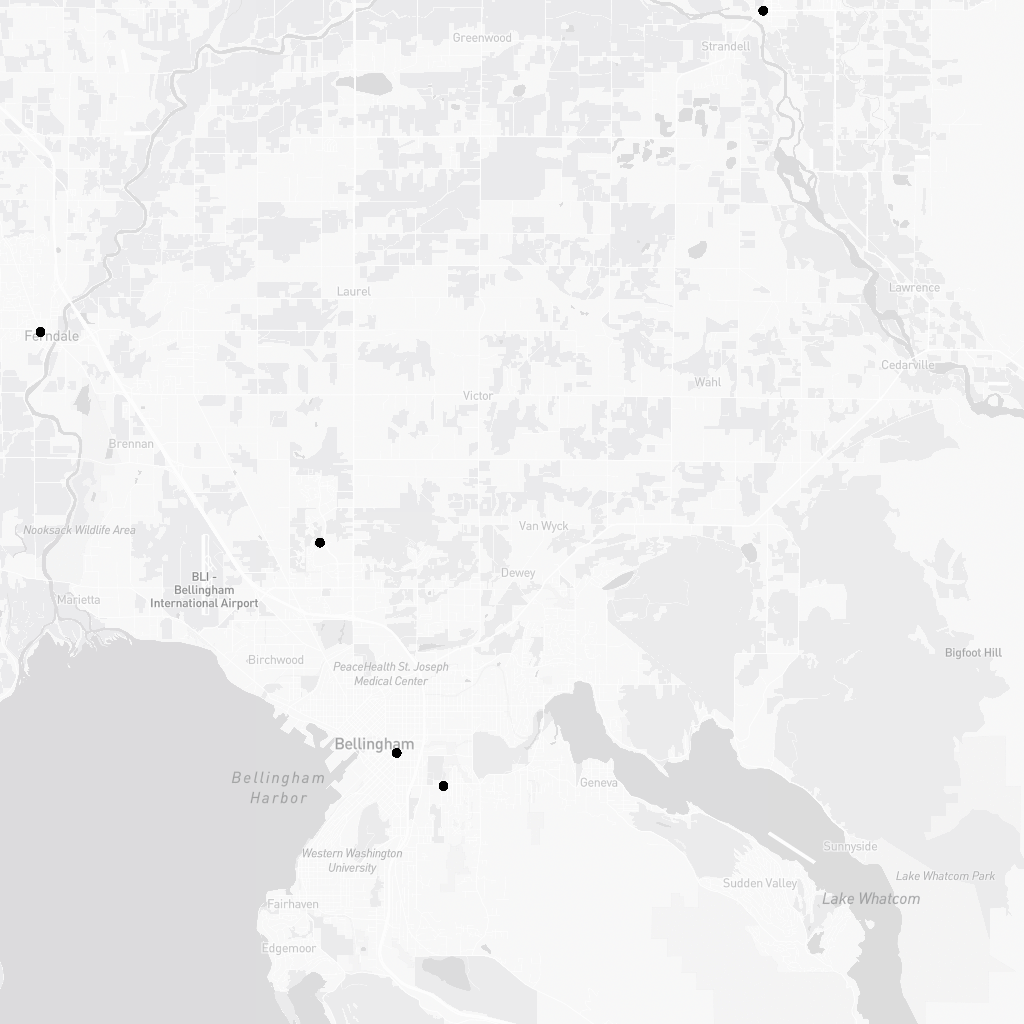 Greenwood
Strandell
Laurel
Lawrence
Ferndale
Cedarville
Wahl
Victor
Brennan
Nooksack Wildlife Area
Van Wyck
Dewey
BLI -
Bellingham
International Airport
Marietta
Birchwood
PeaceHealth St. Joseph
Medical Center
Bigfoot Hill
Bellingham
Bellingham
Harbor
Geneva
Western Washington
University
Sunnyside
Lake Whatcom Park
Sudden Valley
Lake Whatcom
Fairhaven
Edgemoor